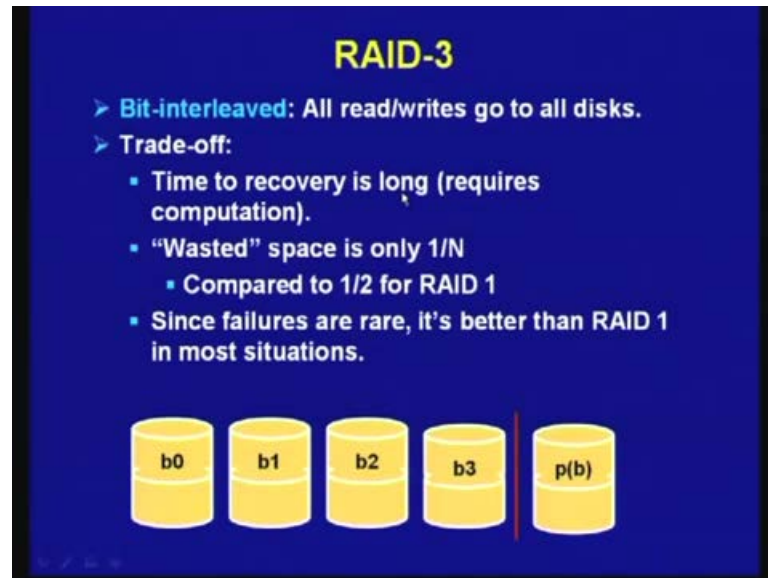 RAID-3
➢ Bit-interleaved: All read/writes go to all disks.
➢ Trade-off:
▪ Time to recovery is long (requires
computation).
▪ “Wasted” space is only 1/N
▪ Compared to 1/2 for RAID 1
▪ Since failures are rare, it's better than RAID 1
in most situations.
b0 b1 b2 b3 p(b)